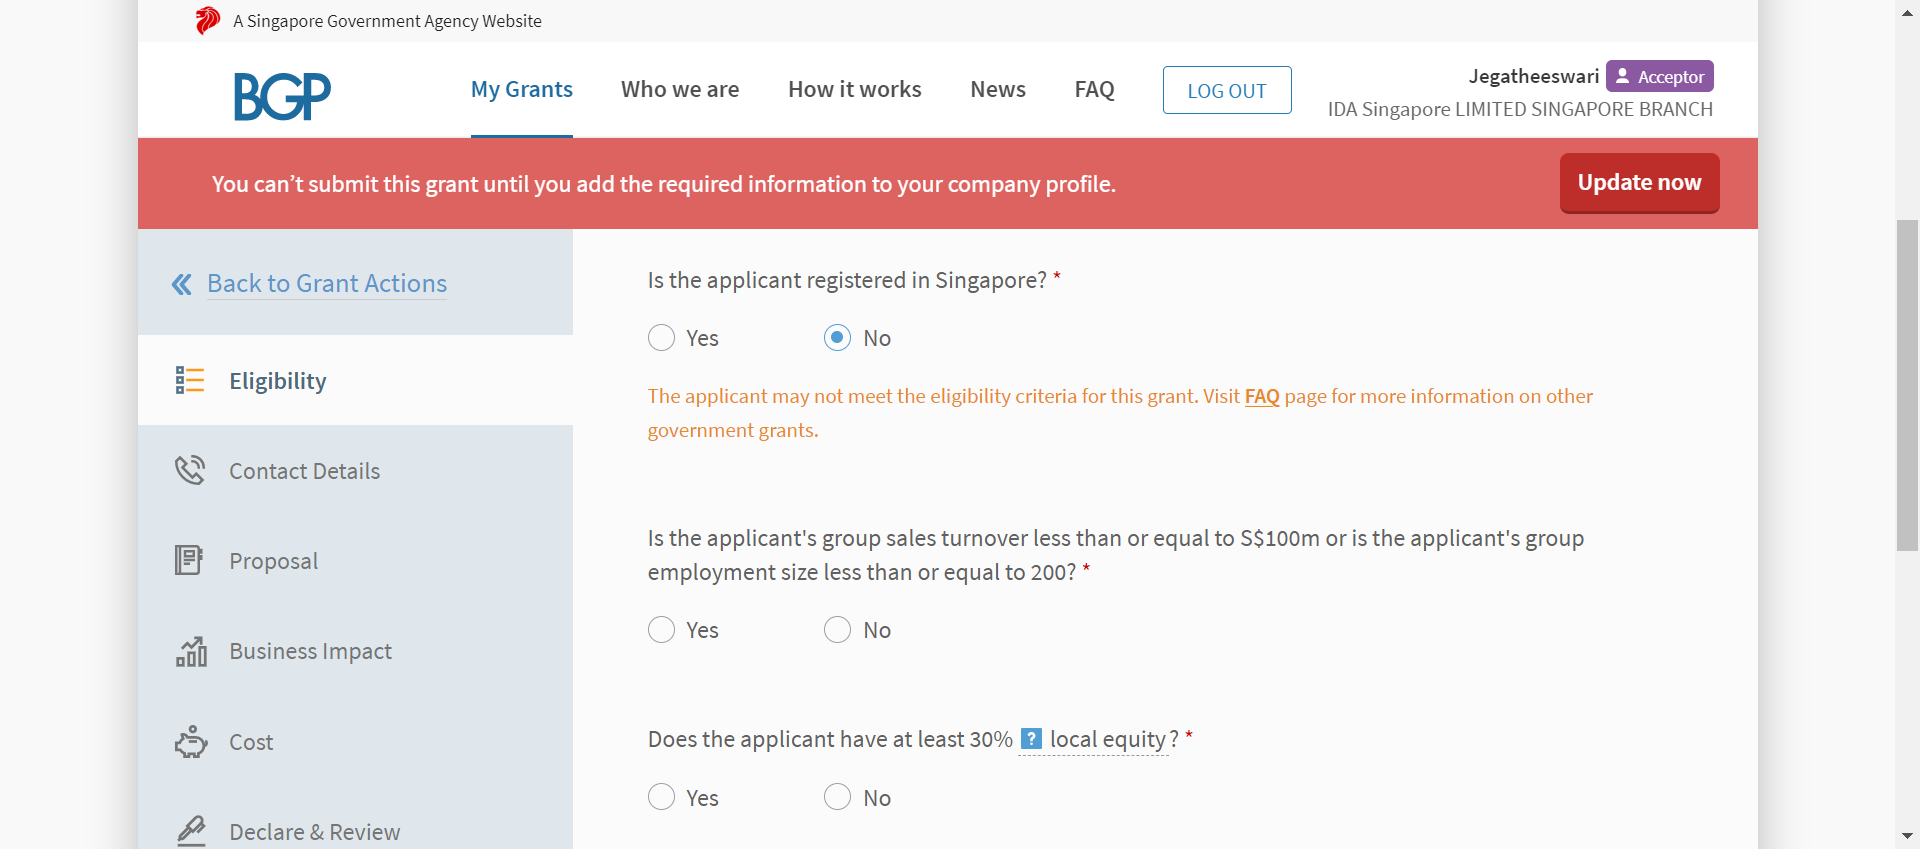 A Singapore Government Agency Website
BGP
My Grants
Who we are
How it works
News
FAQ
LOG OUT
Jegatheeswari
Acceptor
IDA Singapore LIMITED SINGAPORE BRANCH
You can’t submit this grant until you add the required information to your company profile.
Update now
Back to Grant Actions
Eligibility
Contact Details
Proposal
Business Impact
Cost
Declare & Review
Is the applicant registered in Singapore? *
Yes
No
The applicant may not meet the eligibility criteria for this grant. Visit FAQ page for more information on other
government grants.
Is the applicant's group sales turnover less than or equal to S$100m or is the applicant's group
employment size less than or equal to 200? *
Yes
No
Does the applicant have at least 30% ? local equity? *
Yes
No